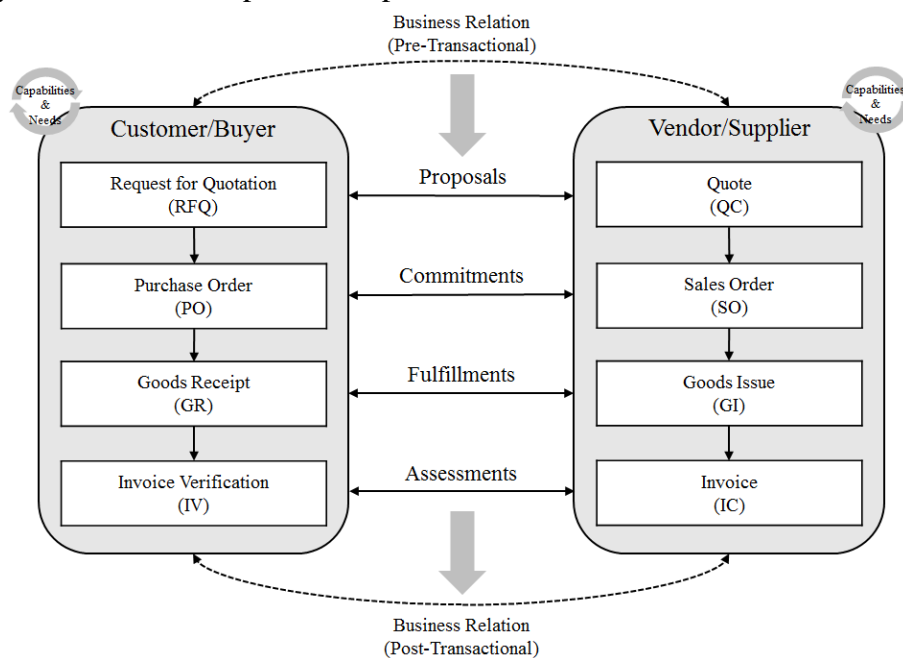 Business Relation
(Pre-Transactional)
Capabilities
&
Needs
Capabilities
&
Needs
Customer/Buyer
Vendor/Supplier
Request for Quotation
(RFQ)
Proposals
Quote
(QC)
Purchase Order
(PO)
Commitments
Sales Order
(SO)
Goods Receipt
(GR)
Fulfillments
Goods Issue
(GI)
Invoice Verification
(IV)
Assessments
Invoice
(IC)
Business Relation
(Post-Transactional)